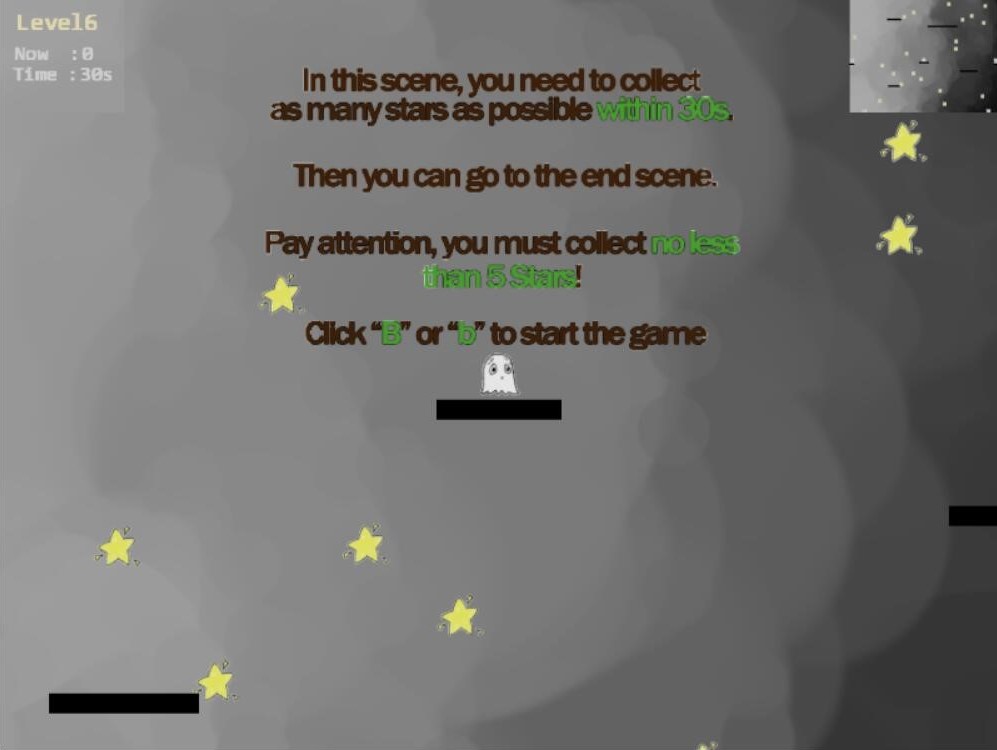 Level6
Now :0
Time :30s
In this scene, you need to collect
as many stars as possible within 30s.
Then you can go to the end scene.
Pay attention, you must collect no less
than 5 Stars!
Click “B” or “b” to start the game